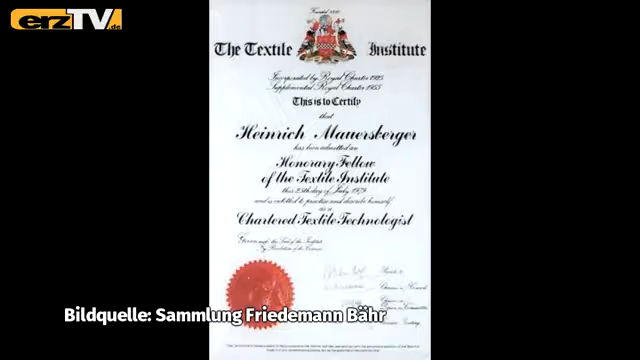 erzTV.de
Founded 1910
The Textile Institute
Incorporated by Royal Charter 1925
Supplemental Royal Charter 1955
This is to Certify
that
Heinrich Mauersberger
has been admitted an
Honorary Fellow
of the Textile Institute
this 25th day of July 1979
and is entitled to practise and describe himself
as a
Chartered Textile Technologist
Given under the Seal of the Institute
By Resolution of the Council
Bildquelle: Sammlung Friedemann Bähr